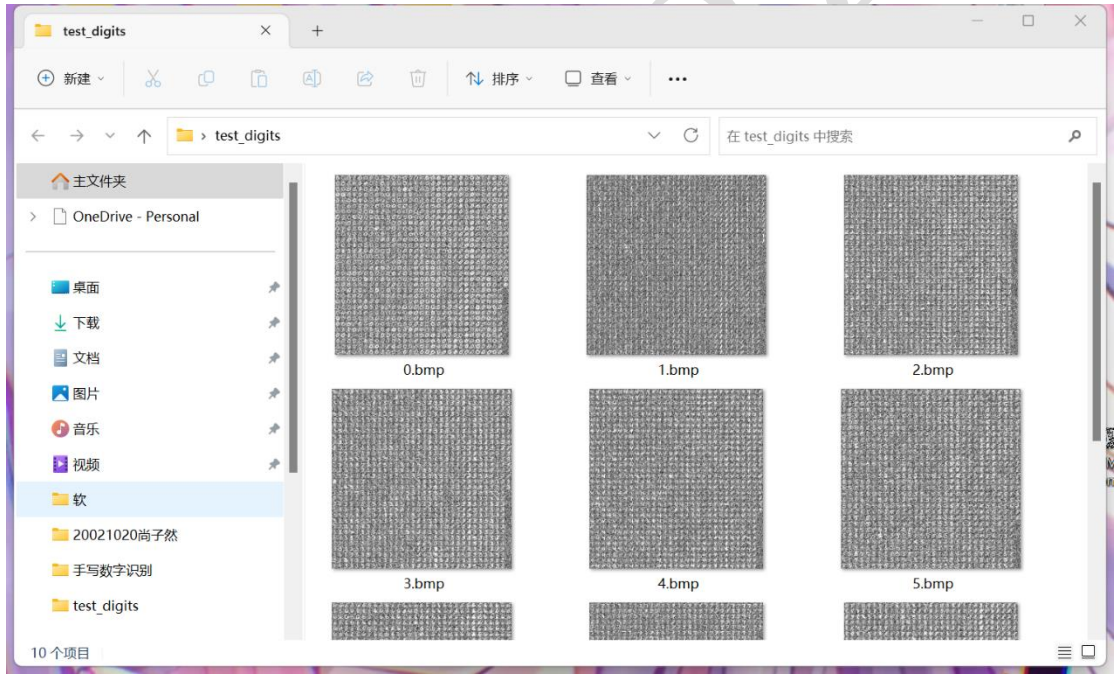 test_digits
新建
排序
查看
test_digits
在 test_digits 中搜索
主文件夹
OneDrive - Personal
桌面
下载
文档
图片
音乐
视频
软
20021020尚子然
手写数字识别
test_digits
0.bmp
1.bmp
2.bmp
3.bmp
4.bmp
5.bmp
10 个项目